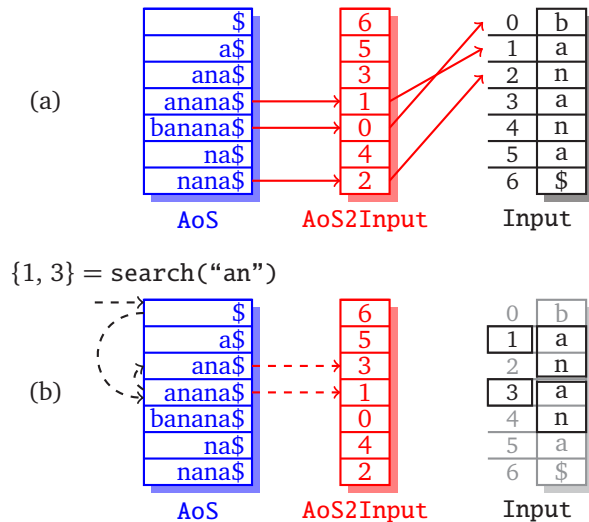 $ 6 0 b
a$ 5 1 a
ana$ 3 2 n
(a) anana$ 1 3 a
banana$ 0 4 n
na$ 4 5 a
nana$ 2 6 $
AoS AoS2Input Input
{1, 3} = search(“an”)
$ 6 0 b
a$ 5 1 a
ana$ 3 2 n
(b) anana$ 1 3 a
banana$ 0 4 n
na$ 4 5 a
nana$ 2 6 $
AoS AoS2Input Input